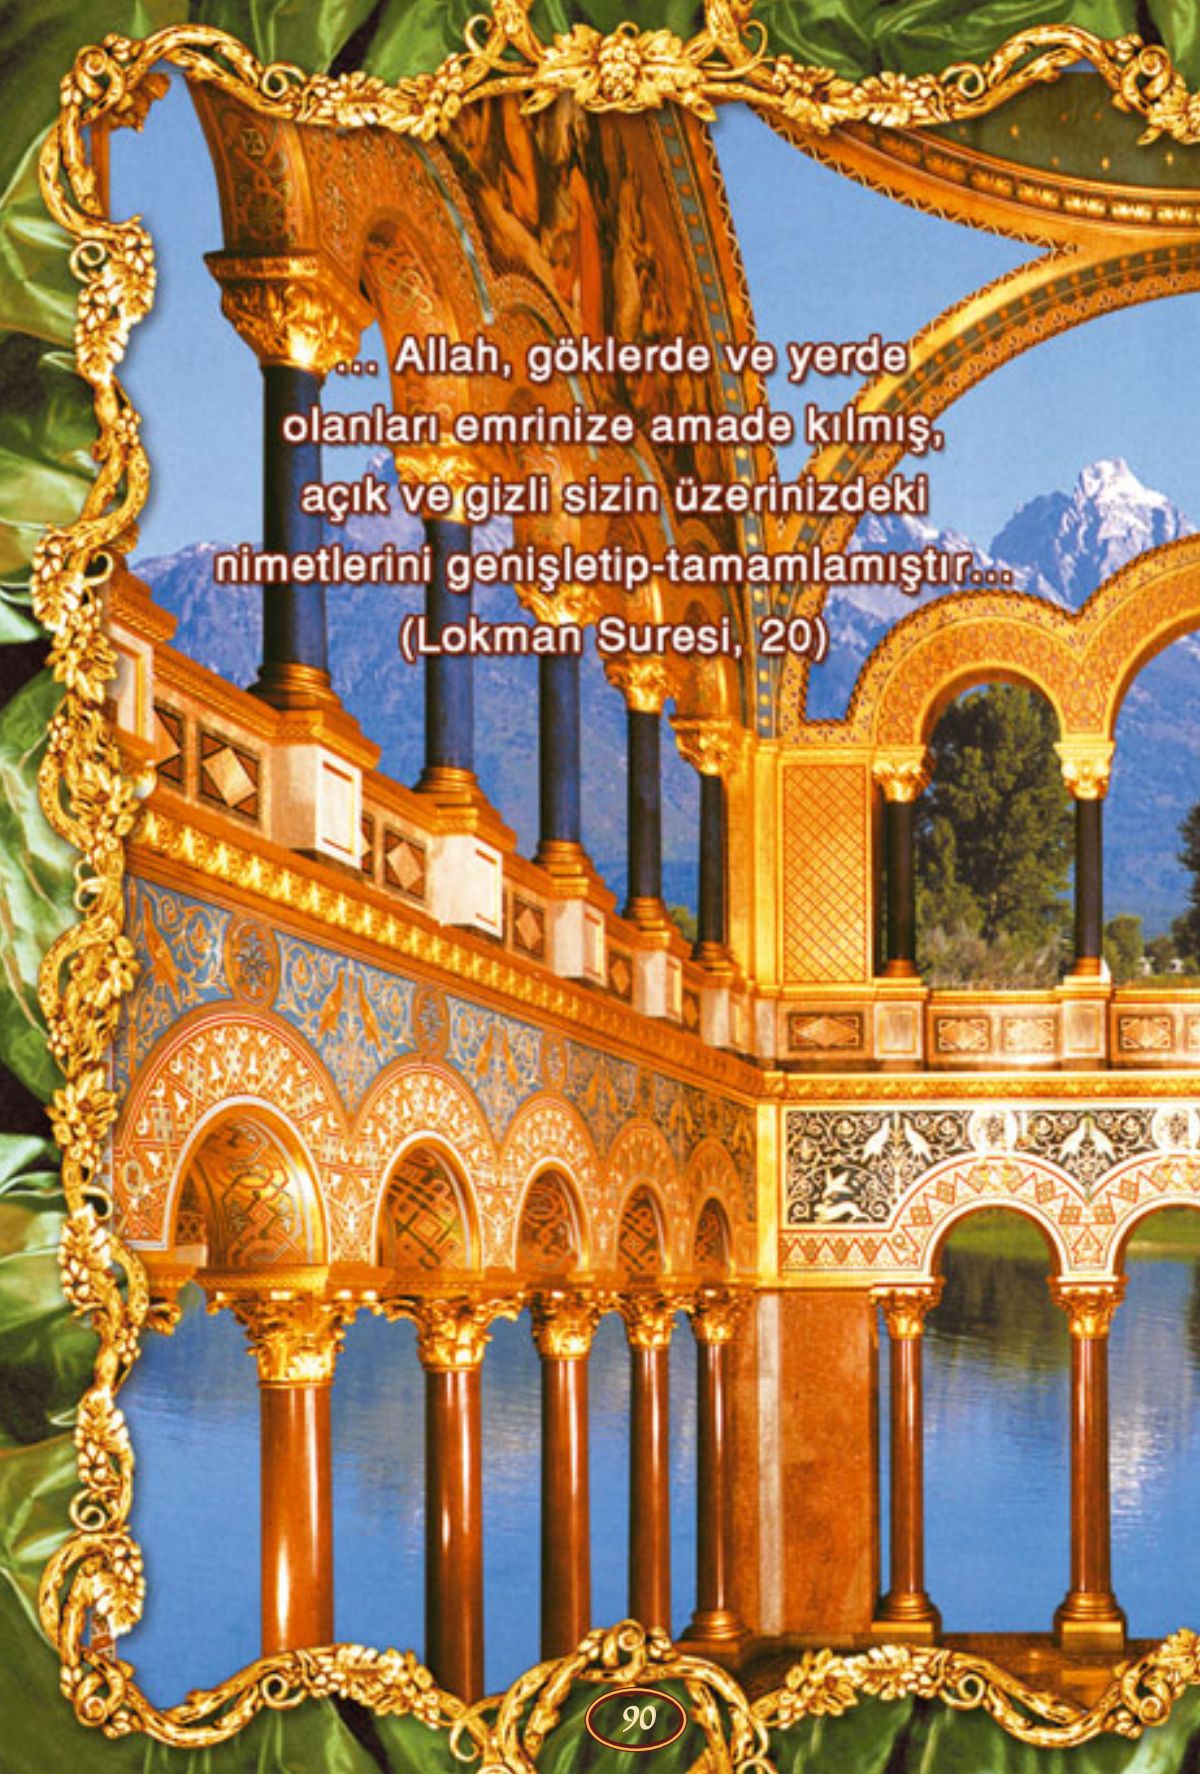 ... Allah, göklerde ve yerde
olanları emrinize amade kılmış,
açık ve gizli sizin üzerinizdeki
nimetlerini genişletip-tamamlamıştır...
(Lokman Suresi, 20)
90